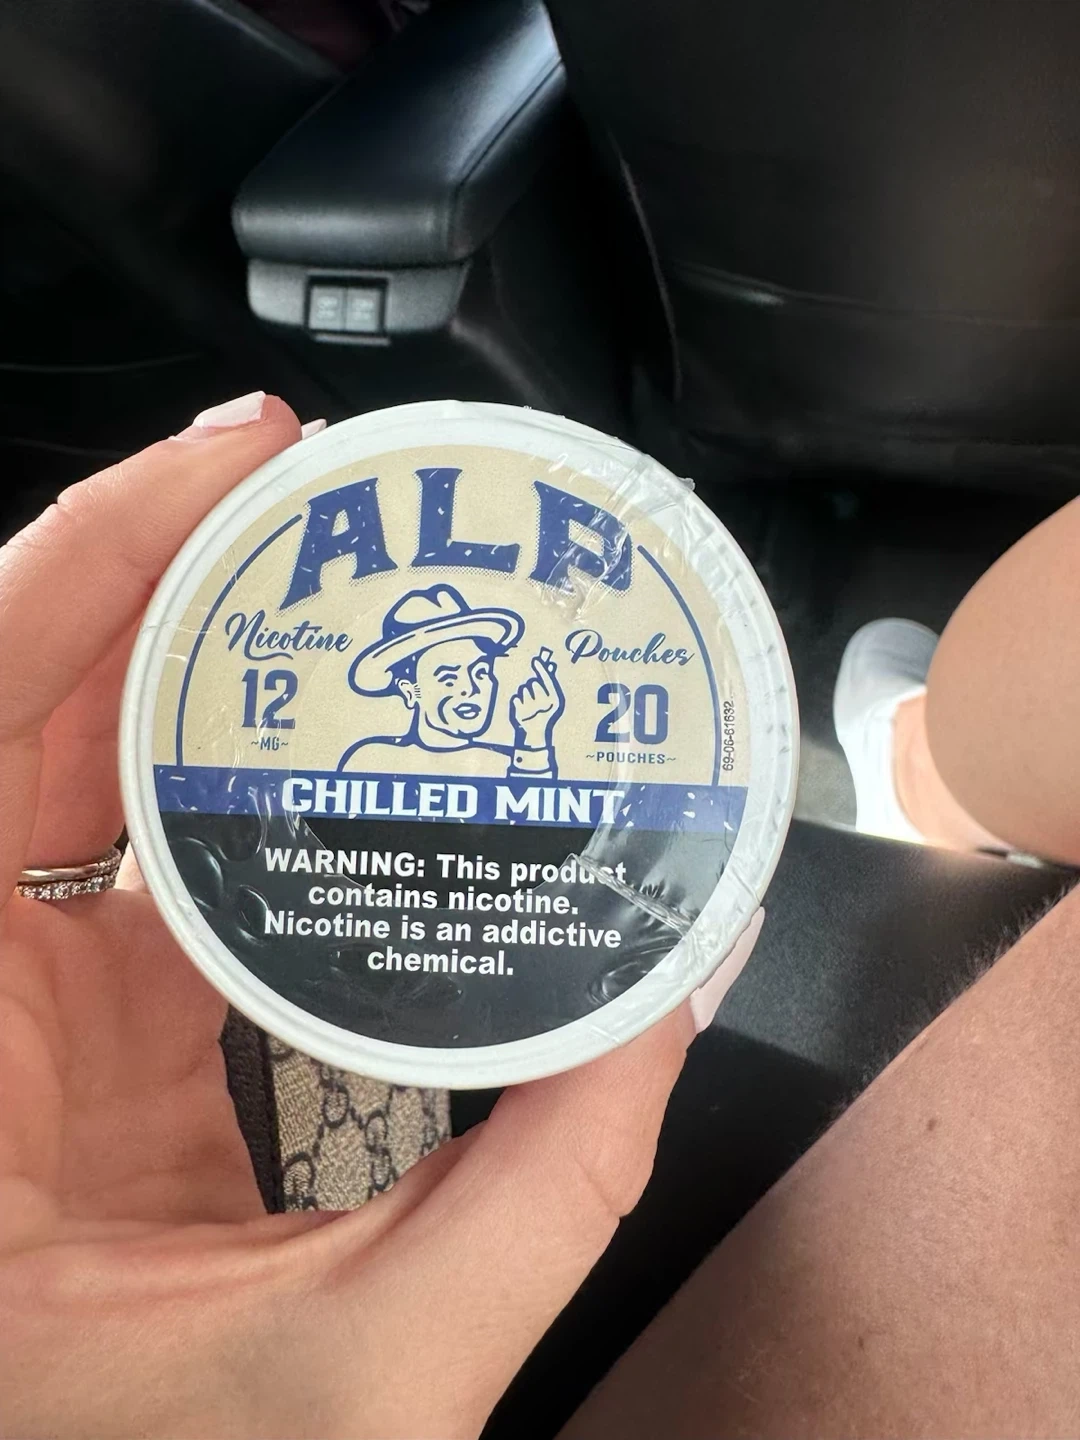 ALP
Nicotine
Pouches
12
~MG~
20
~POUCHES~
69-06-61632
CHILLED MINT
WARNING: This product
contains nicotine.
Nicotine is an addictive
chemical.